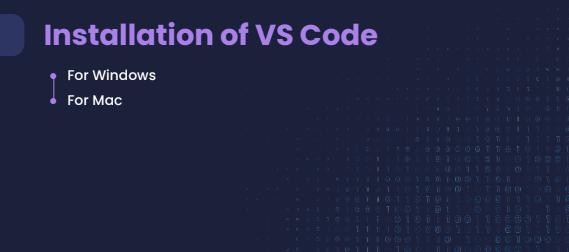 Installation of VS Code
For Windows
For Mac